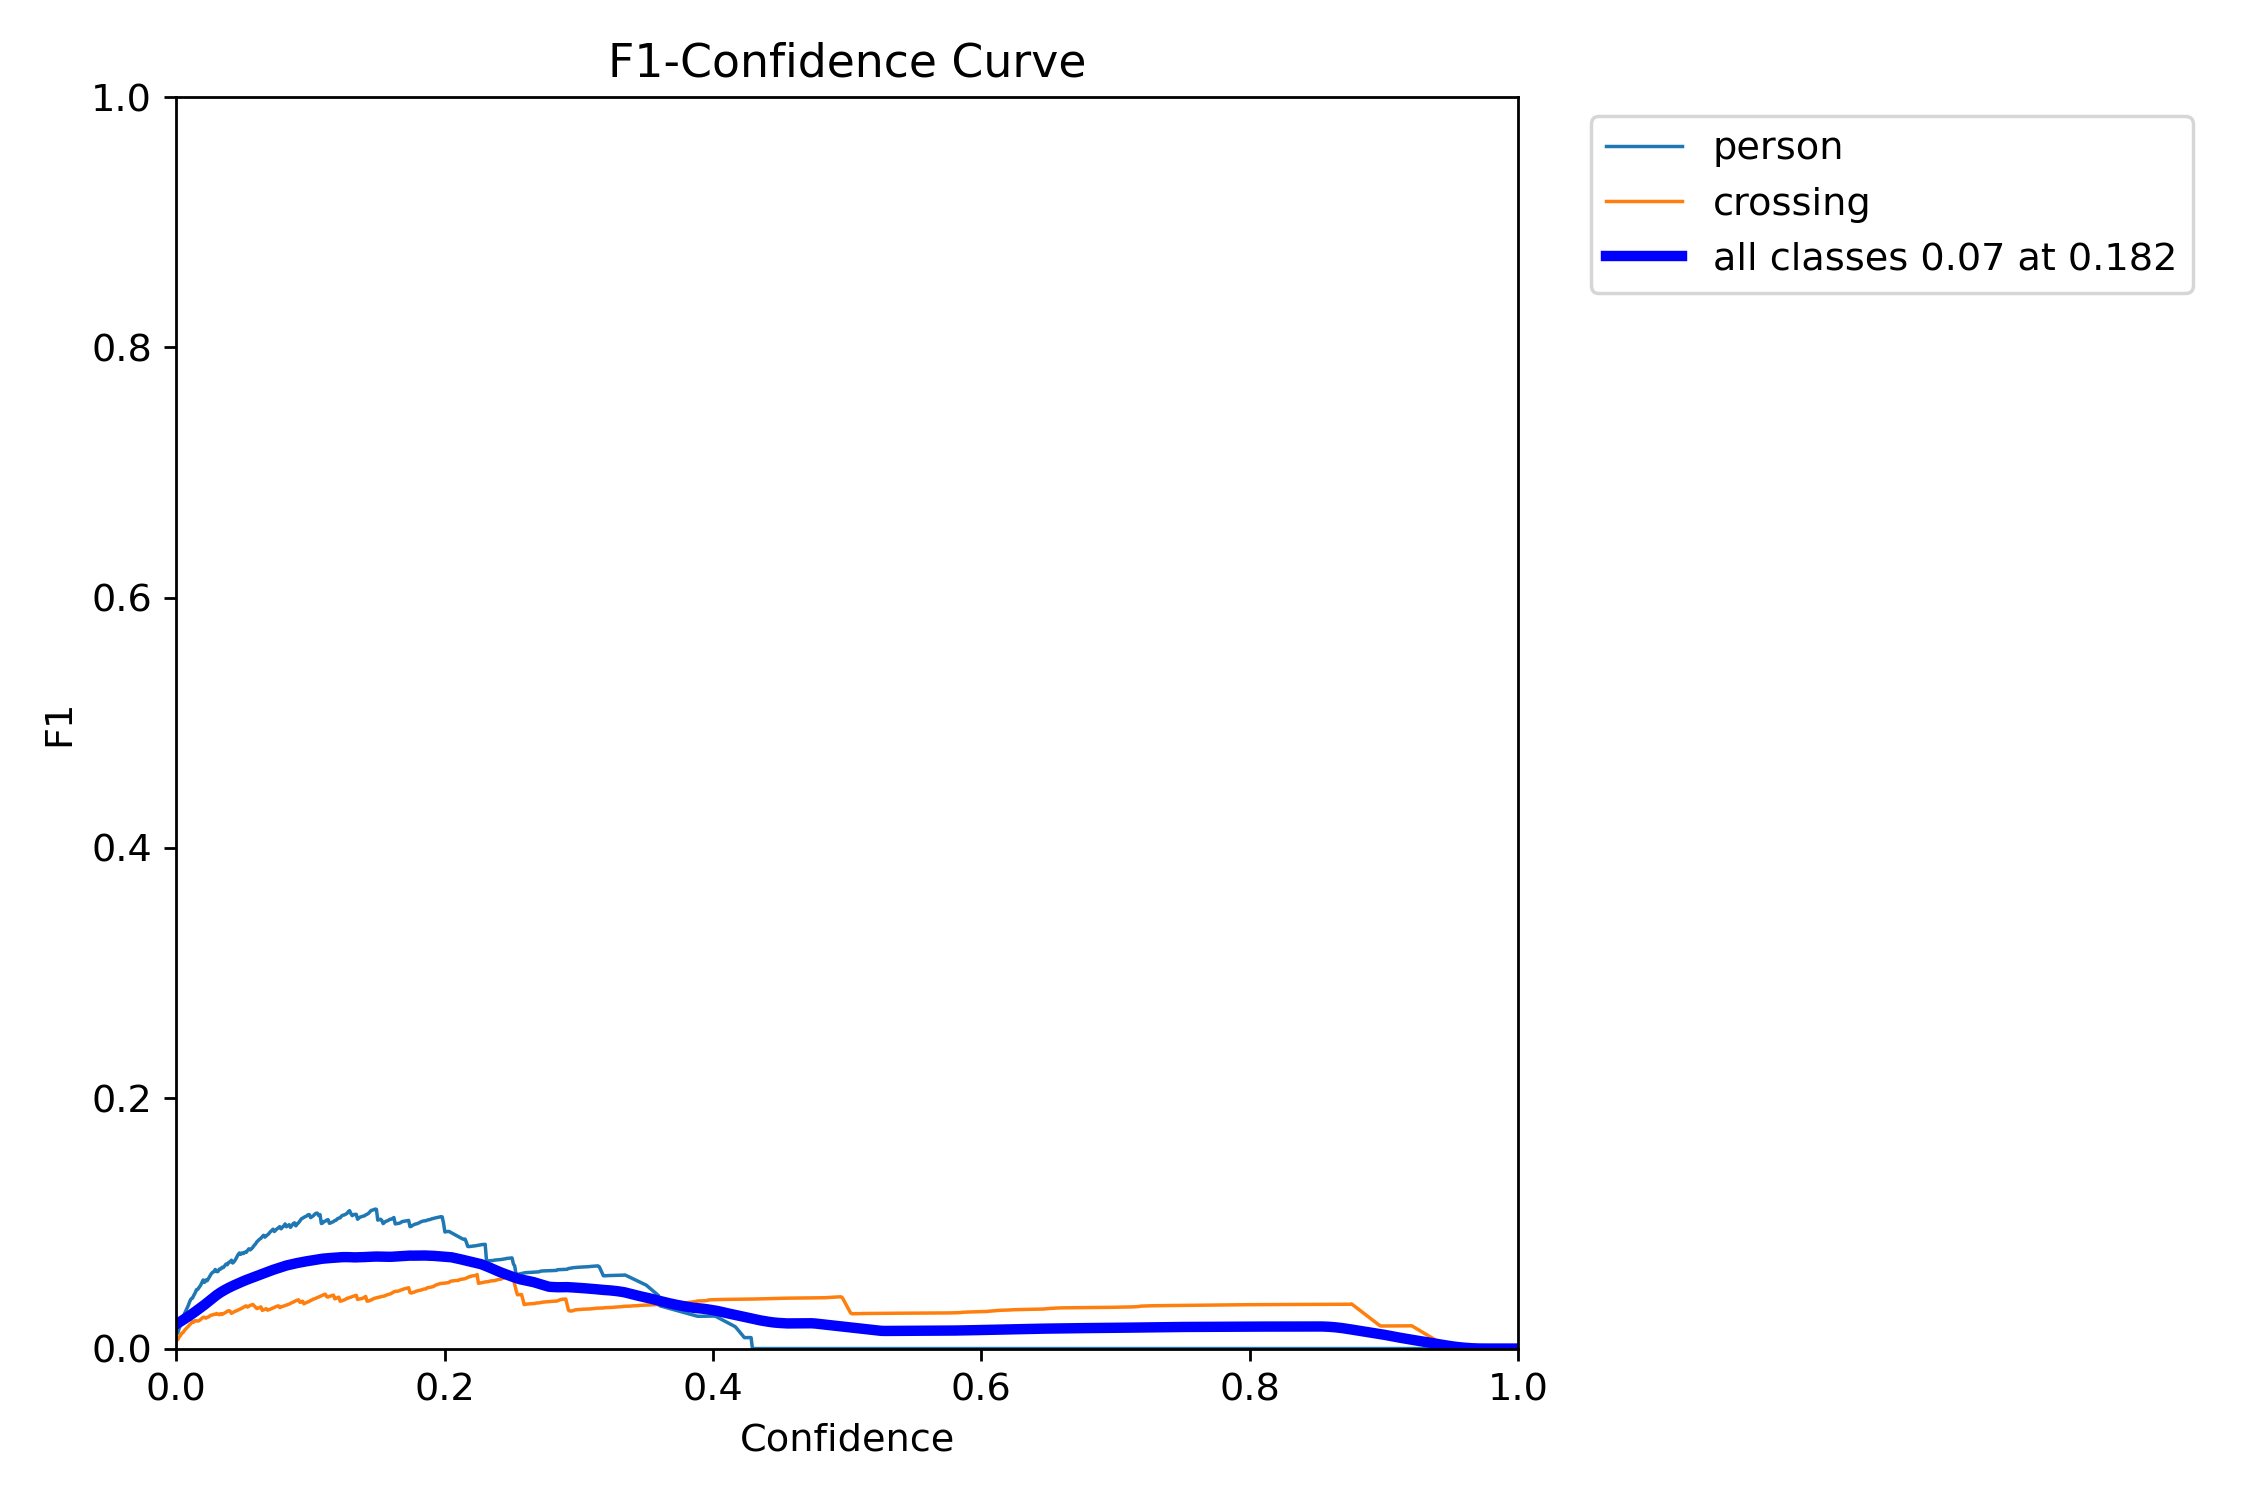 F1-Confidence Curve
1.0
0.8
0.6
0.4
0.2
0.0
F1
0.0 0.2 0.4 0.6 0.8 1.0
Confidence
person
crossing
all classes 0.07 at 0.182